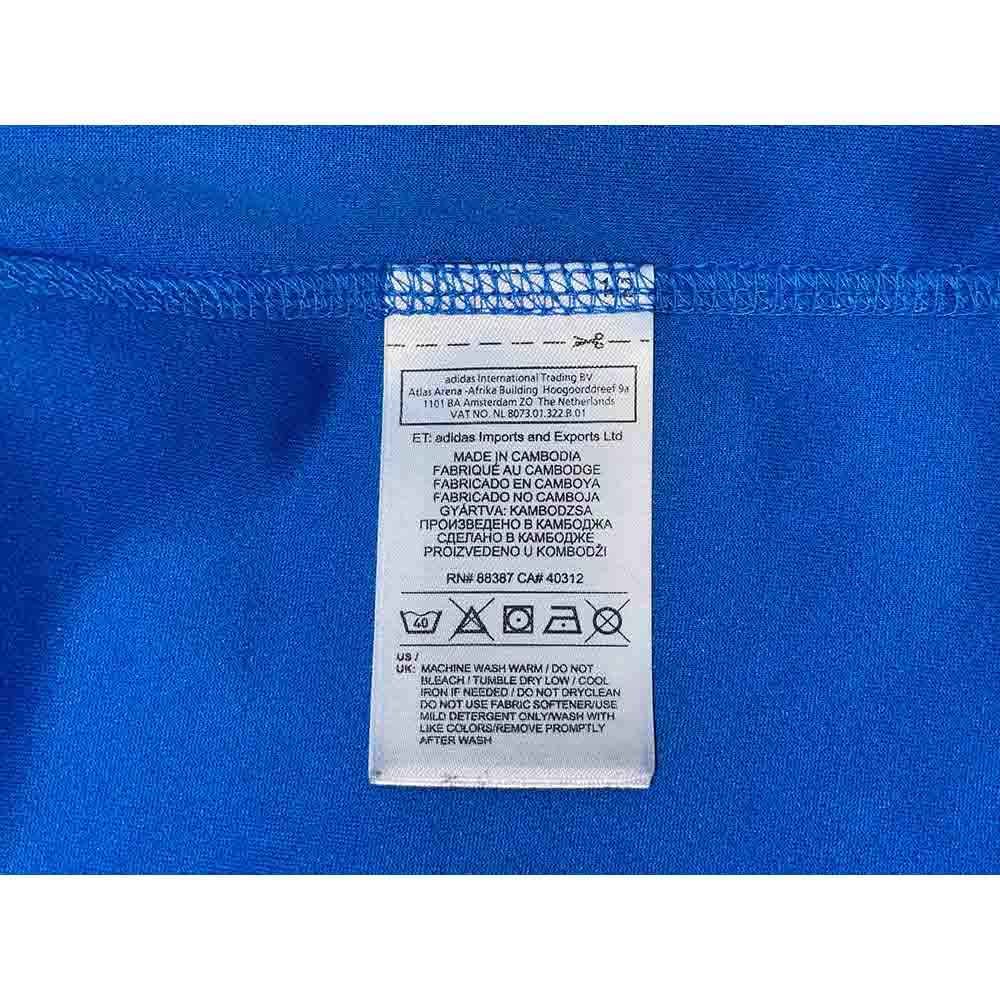 12
adidas International Trading BV
Atlas Arena -Afrika Building Hoogoorddreef 9a
1101 BA Amsterdam ZO The Netherlands
VAT NO. NL 8073.01.322.B.01
ET: adidas Imports and Exports Ltd
MADE IN CAMBODIA
FABRIQUÉ AU CAMBODGE
FABRICADO EN CAMBOYA
FABRICADO NO CAMBOJA
GYÁRTVA: KAMBODZSA
ПРОИЗВЕДЕНО В КАМБОДЖА
СДЕЛАНО В КАМБОДЖЕ
PROIZVEDENO U KOMBODŽI
RN# 88387 CA# 40312
40
US /
UK: MACHINE WASH WARM / DO NOT
BLEACH / TUMBLE DRY LOW / COOL
IRON IF NEEDED / DO NOT DRYCLEAN
DO NOT USE FABRIC SOFTENER/USE
MILD DETERGENT ONLY/WASH WITH
LIKE COLORS/REMOVE PROMPTLY
AFTER WASH